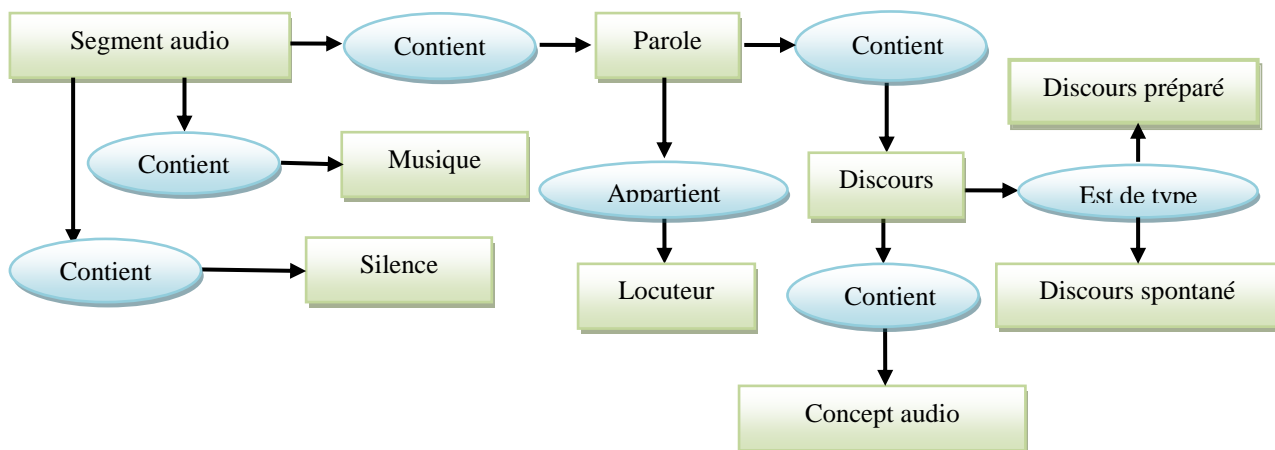 Segment audio
Contient
Parole
Contient
Discours préparé
Contient
Musique
Appartient
Discours
Est de type
Contient
Silence
Locuteur
Contient
Discours spontané
Concept audio